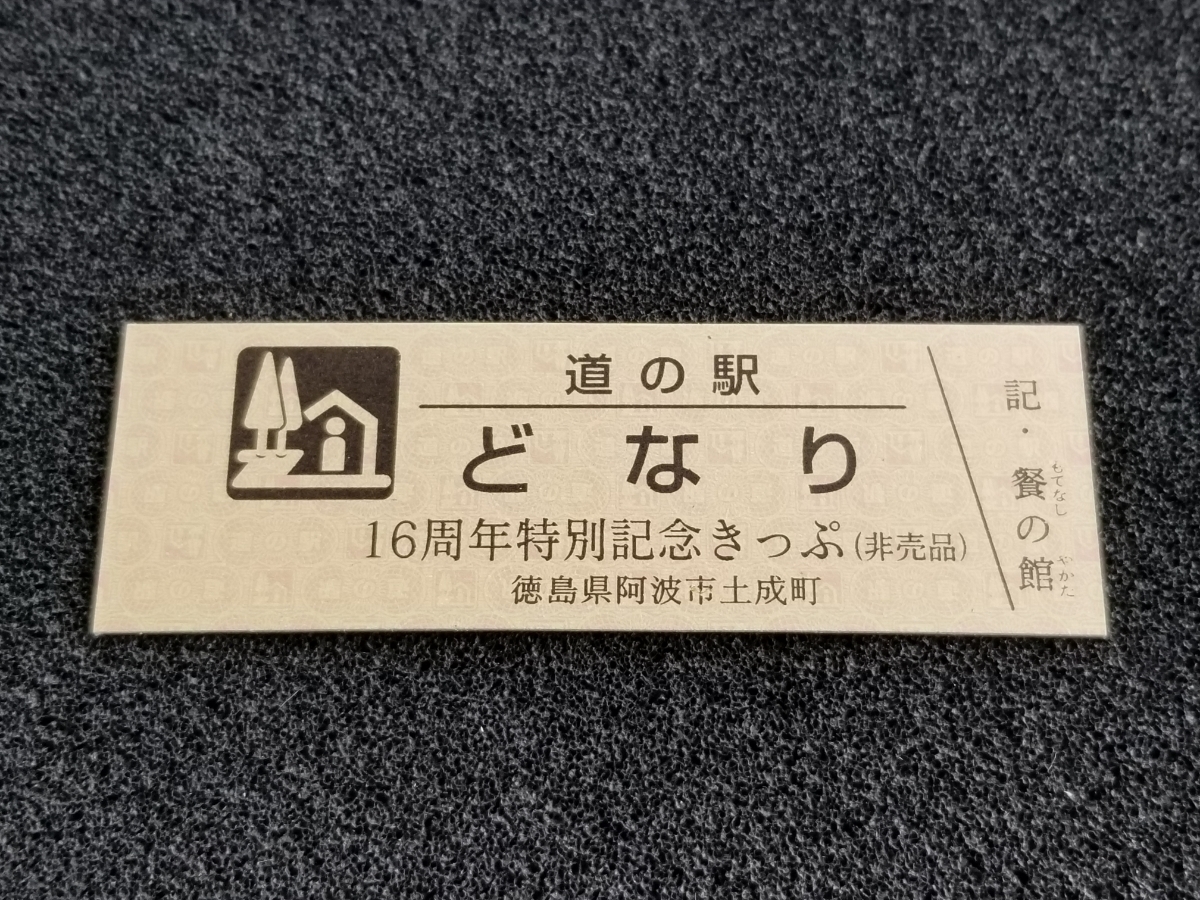 道の駅
どなり
16周年特別記念きっぷ(非売品)
徳島県阿波市土成町
記・餐の館
もてなし
やかた